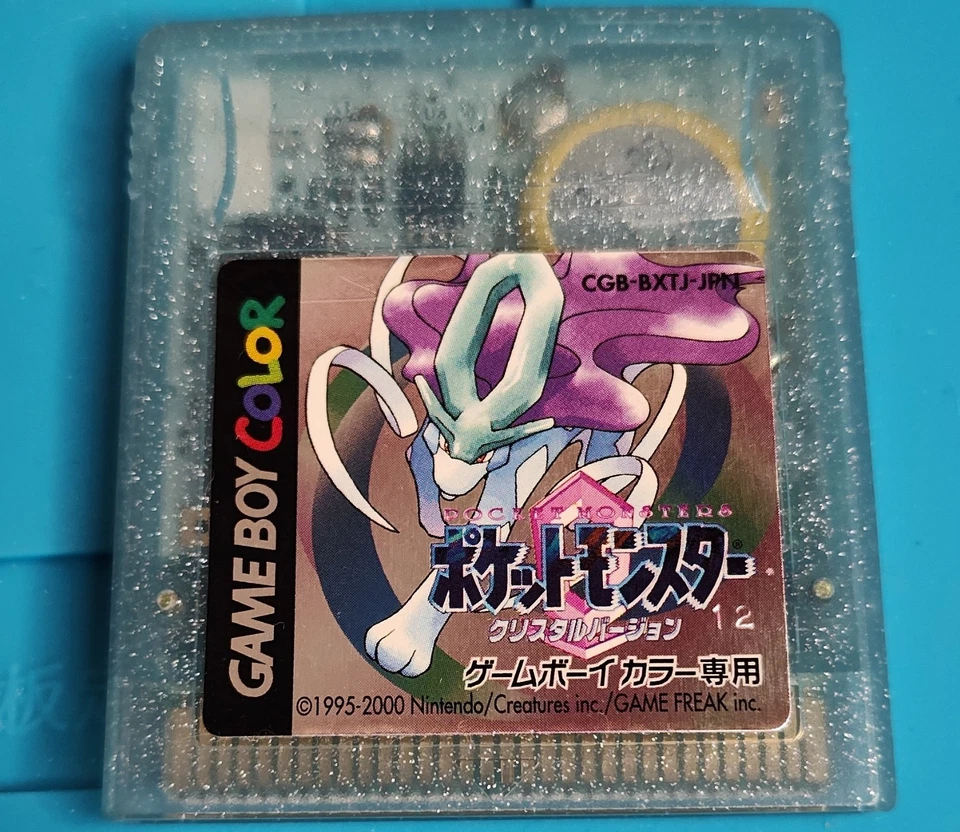 CGB-BXTJ-JPN
GAME BOY COLOR
POCKET MONSTERS
ポケットモンスター®
12
クリスタルバージョン
ゲームボーイカラー専用
©1995-2000 Nintendo/Creatures inc./GAME FREAK inc.
板